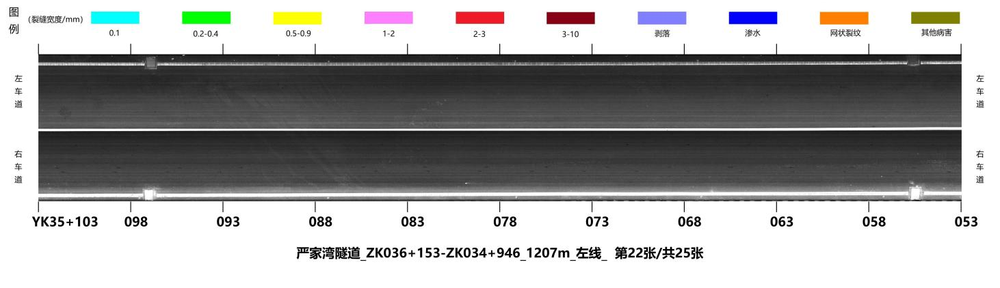 图例 (裂缝宽度/mm)
0.1 0.2-0.4 0.5-0.9 1-2 2-3 3-10 剥落 渗水 网状裂纹 其他病害
左车道 左车道
右车道 右车道
YK35+103 098 093 088 083 078 073 068 063 058 053
严家湾隧道_ZK036+153-ZK034+946_1207m_左线_ 第22张/共25张